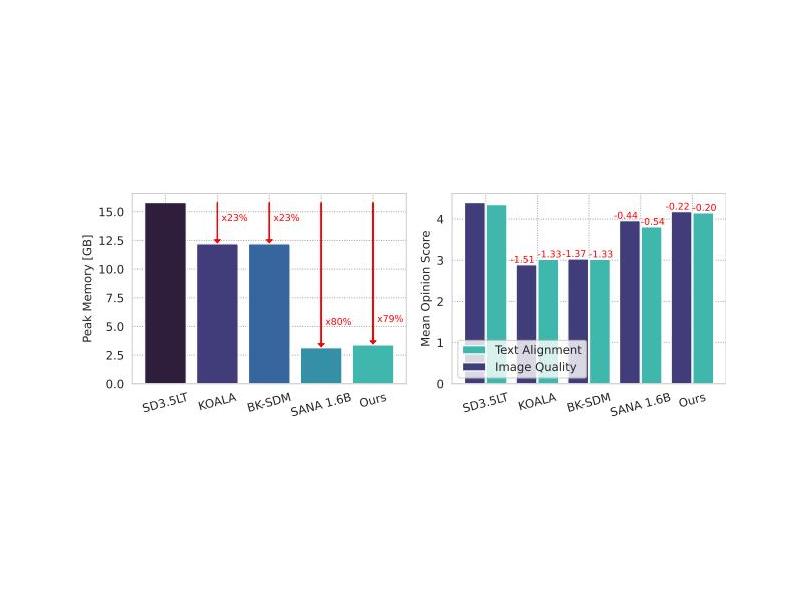 Peak Memory [GB]
15.0
12.5
10.0
7.5
5.0
2.5
0.0
x23%
x23%
x80%
x79%
SD3.5LT
KOALA
BK-SDM
SANA 1.6B
Ours
Mean Opinion Score
4
3
2
1
0
-1.51
-1.33
-1.37
-1.33
-0.44
-0.54
-0.22
-0.20
Text Alignment
Image Quality
SD3.5LT
KOALA
BK-SDM
SANA 1.6B
Ours